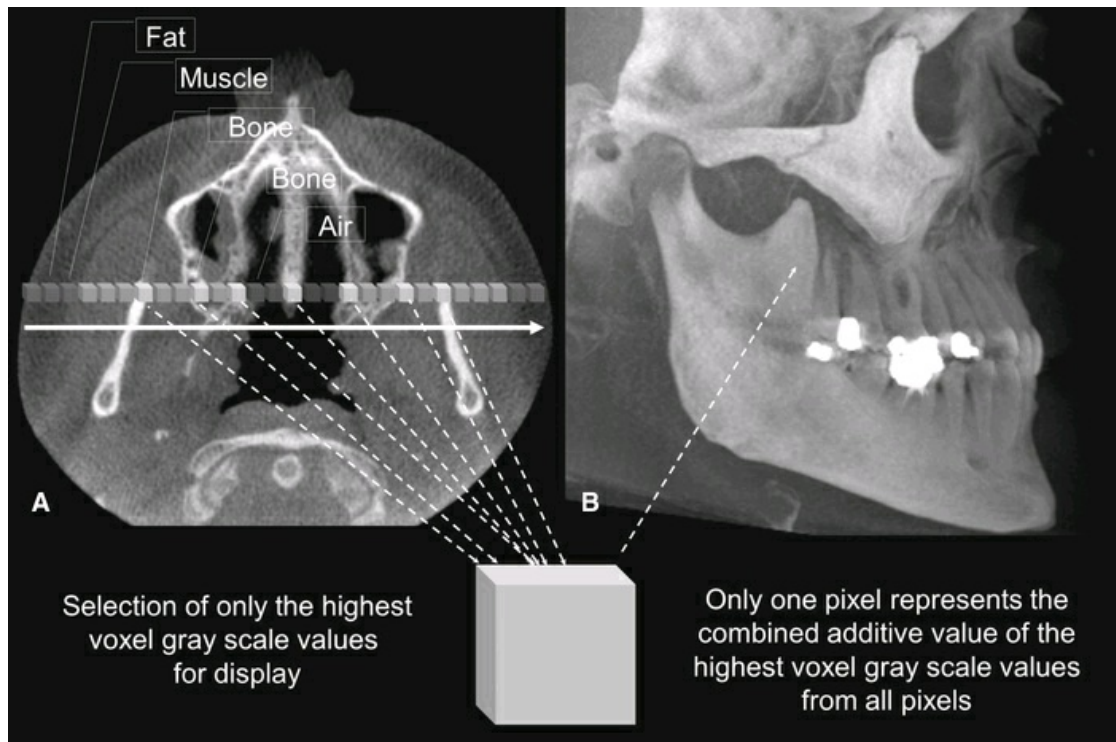 Fat
Muscle
Bone
Bone
Air
A
B
Selection of only the highest
voxel gray scale values
for display
Only one pixel represents the
combined additive value of the
highest voxel gray scale values
from all pixels